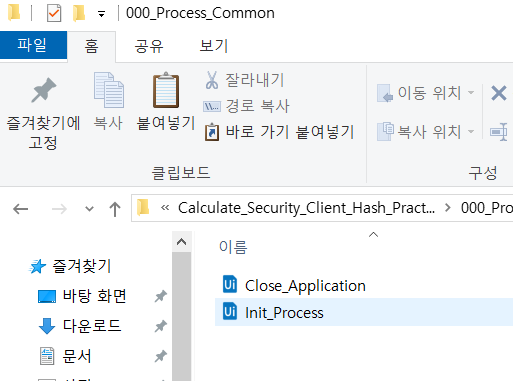 000_Process_Common
파일 홈 공유 보기
즐겨찾기에
고정
복사
붙여넣기
잘라내기
경로 복사
바로 가기 붙여넣기
클립보드
이동 위치
복사 위치
구성
« Calculate_Security_Client_Hash_Pract... > 000_Pro
이름
즐겨찾기
바탕 화면
다운로드
문서
Ui Close_Application
Ui Init_Process